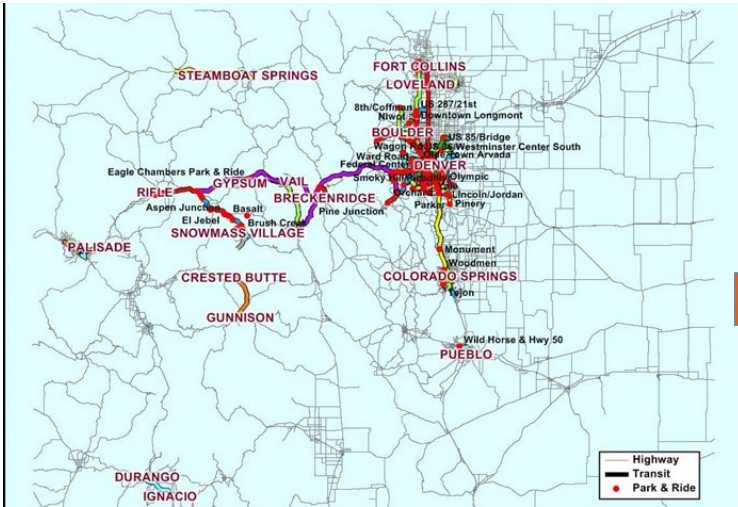 FORT COLLINS
STEAMBOAT SPRINGS
LOVELAND
8th/Coffman
US 287/21st
Niwot
Downtown Longmont
BOULDER
US 85/Bridge
Wagon Rd
Westminster Center South
Ward Road
Olde Town Arvada
Eagle Chambers Park & Ride
Federal Center
DENVER
GYPSUM
VAIL
Smoky Hill
Olympic
RIFLE
BRECKENRIDGE
Orchard
Lincoln/Jordan
Aspen Junction
Basalt
Pine Junction
Parker
Pinery
El Jebel
Brush Creek
SNOWMASS VILLAGE
PALISADE
Monument
Woodmen
CRESTED BUTTE
COLORADO SPRINGS
Tejon
GUNNISON
Wild Horse & Hwy 50
PUEBLO
Highway
Transit
Park & Ride
DURANGO
IGNACIO